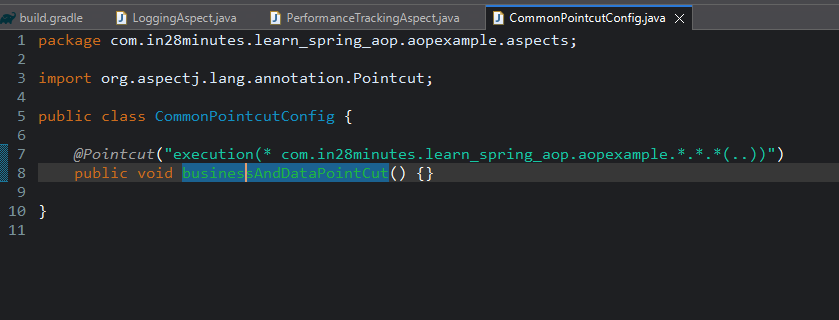 build.gradle LoggingAspect.java PerformanceTrackingAspect.java CommonPointcutConfig.java
1 package com.in28minutes.learn_spring_aop.aopexample.aspects;
2
3 import org.aspectj.lang.annotation.Pointcut;
4
5 public class CommonPointcutConfig {
6
7 @Pointcut("execution(* com.in28minutes.learn_spring_aop.aopexample.*.*.*(..))")
8 public void businessAndDataPointCut() {}
9
10 }
11